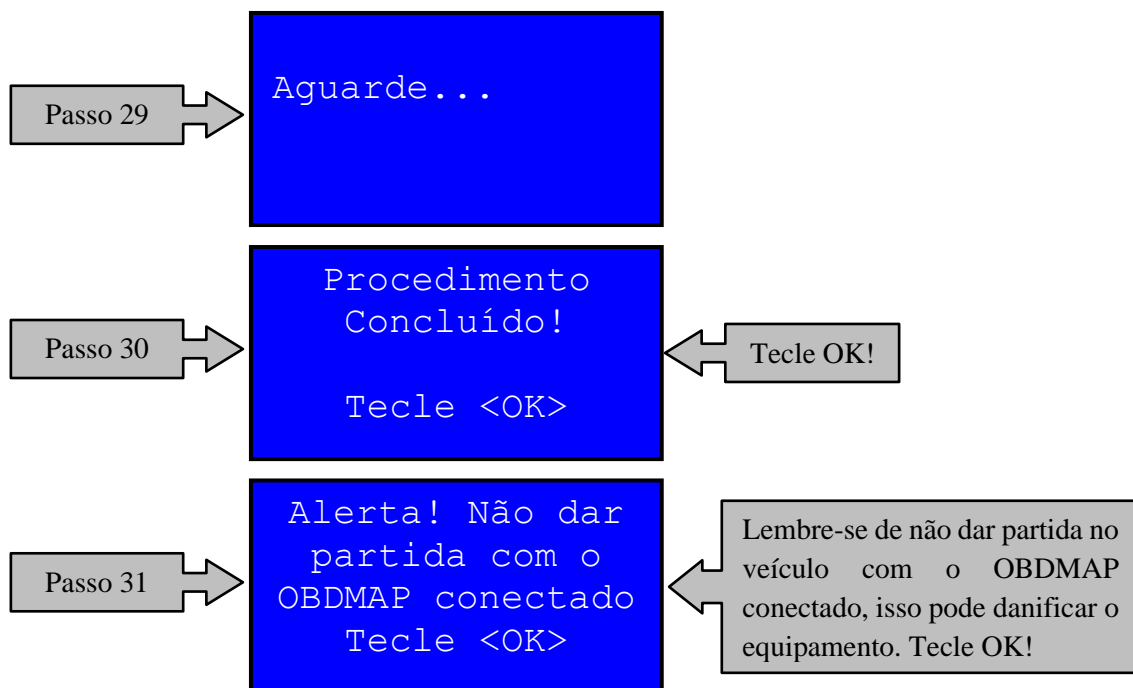 Passo 29
Aguarde...
Passo 30
Procedimento
Concluído!
Tecle <OK>
Tecle OK!
Passo 31
Alerta! Não dar
partida com o
OBDMAP conectado
Tecle <OK>
Lembre-se de não dar partida no
veículo com o OBDMAP
conectado, isso pode danificar o
equipamento. Tecle OK!